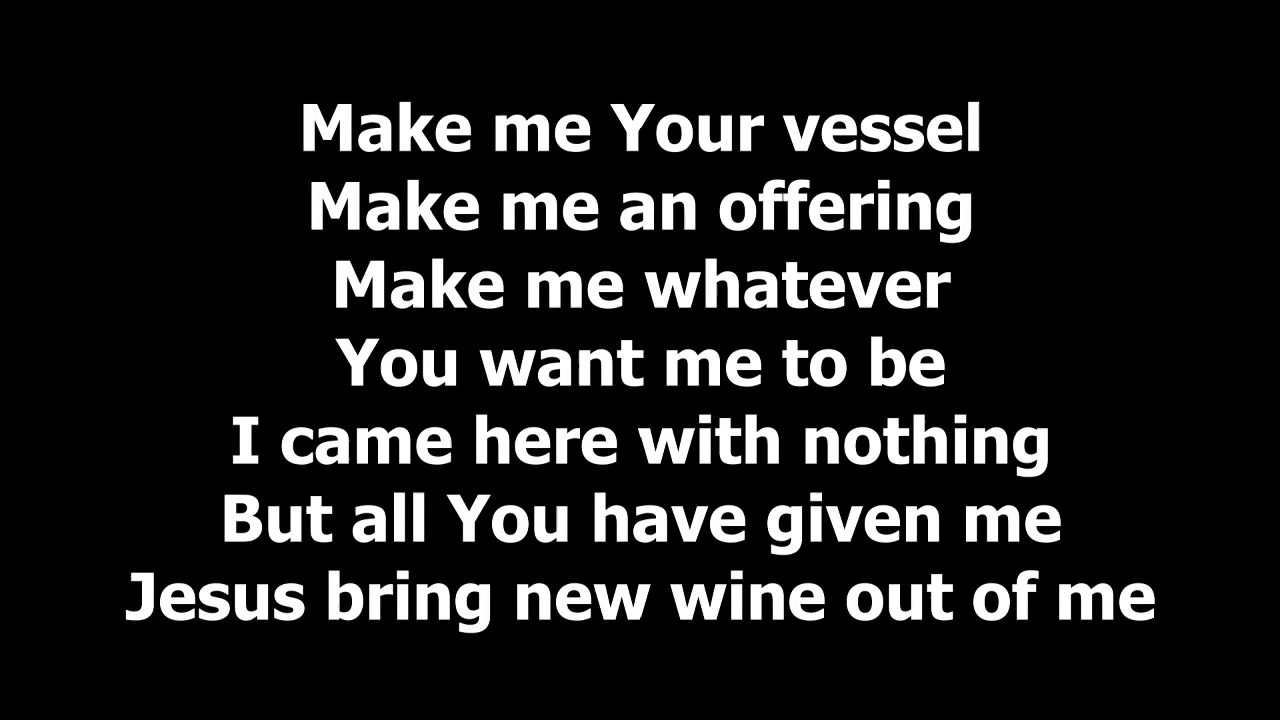 Make me Your vessel
Make me an offering
Make me whatever
You want me to be
I came here with nothing
But all You have given me
Jesus bring new wine out of me